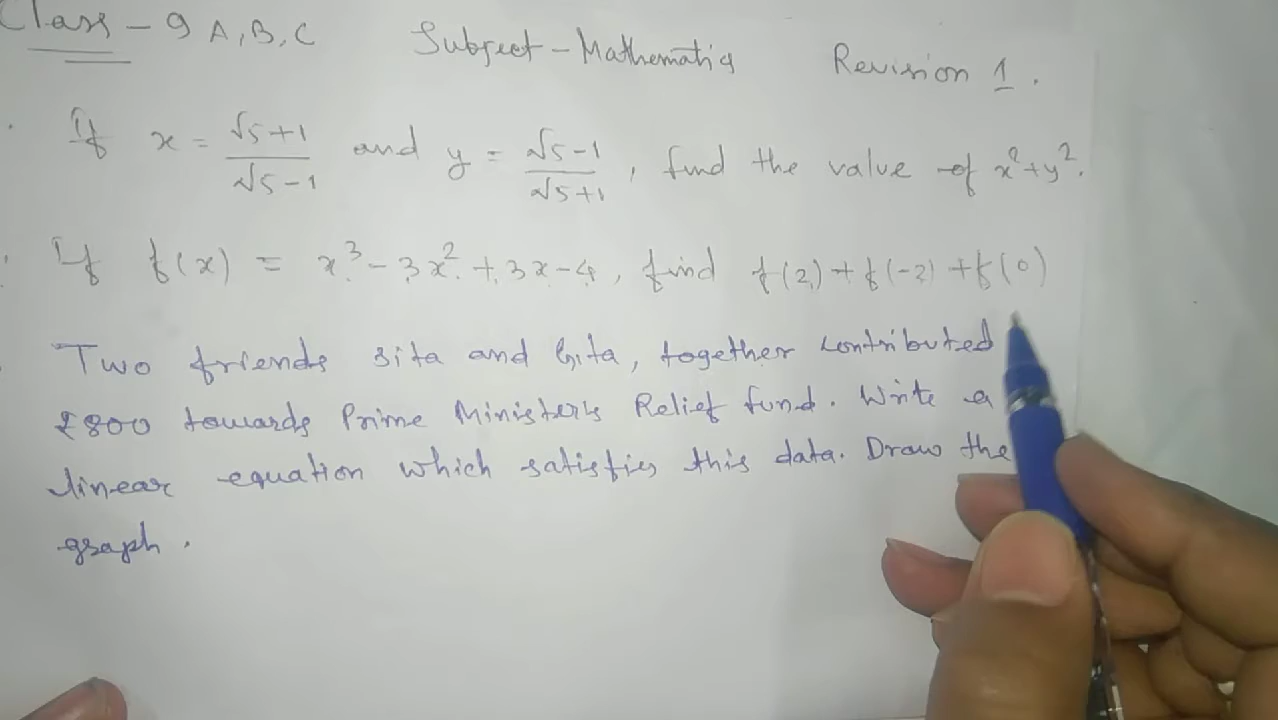 Class - 9 A, B, C Subject - Mathematics Revision 1.
If x = √5+1/√5-1 and y = √5-1/√5+1, find the value of x²+y².
If f(x) = x³ - 3x² + 3x - 4, find f(2) + f(-2) + f(0)
Two friends Sita and Gita, together contributed
₹800 towards Prime Minister's Relief fund. Write a
linear equation which satisfies this data. Draw the
graph.